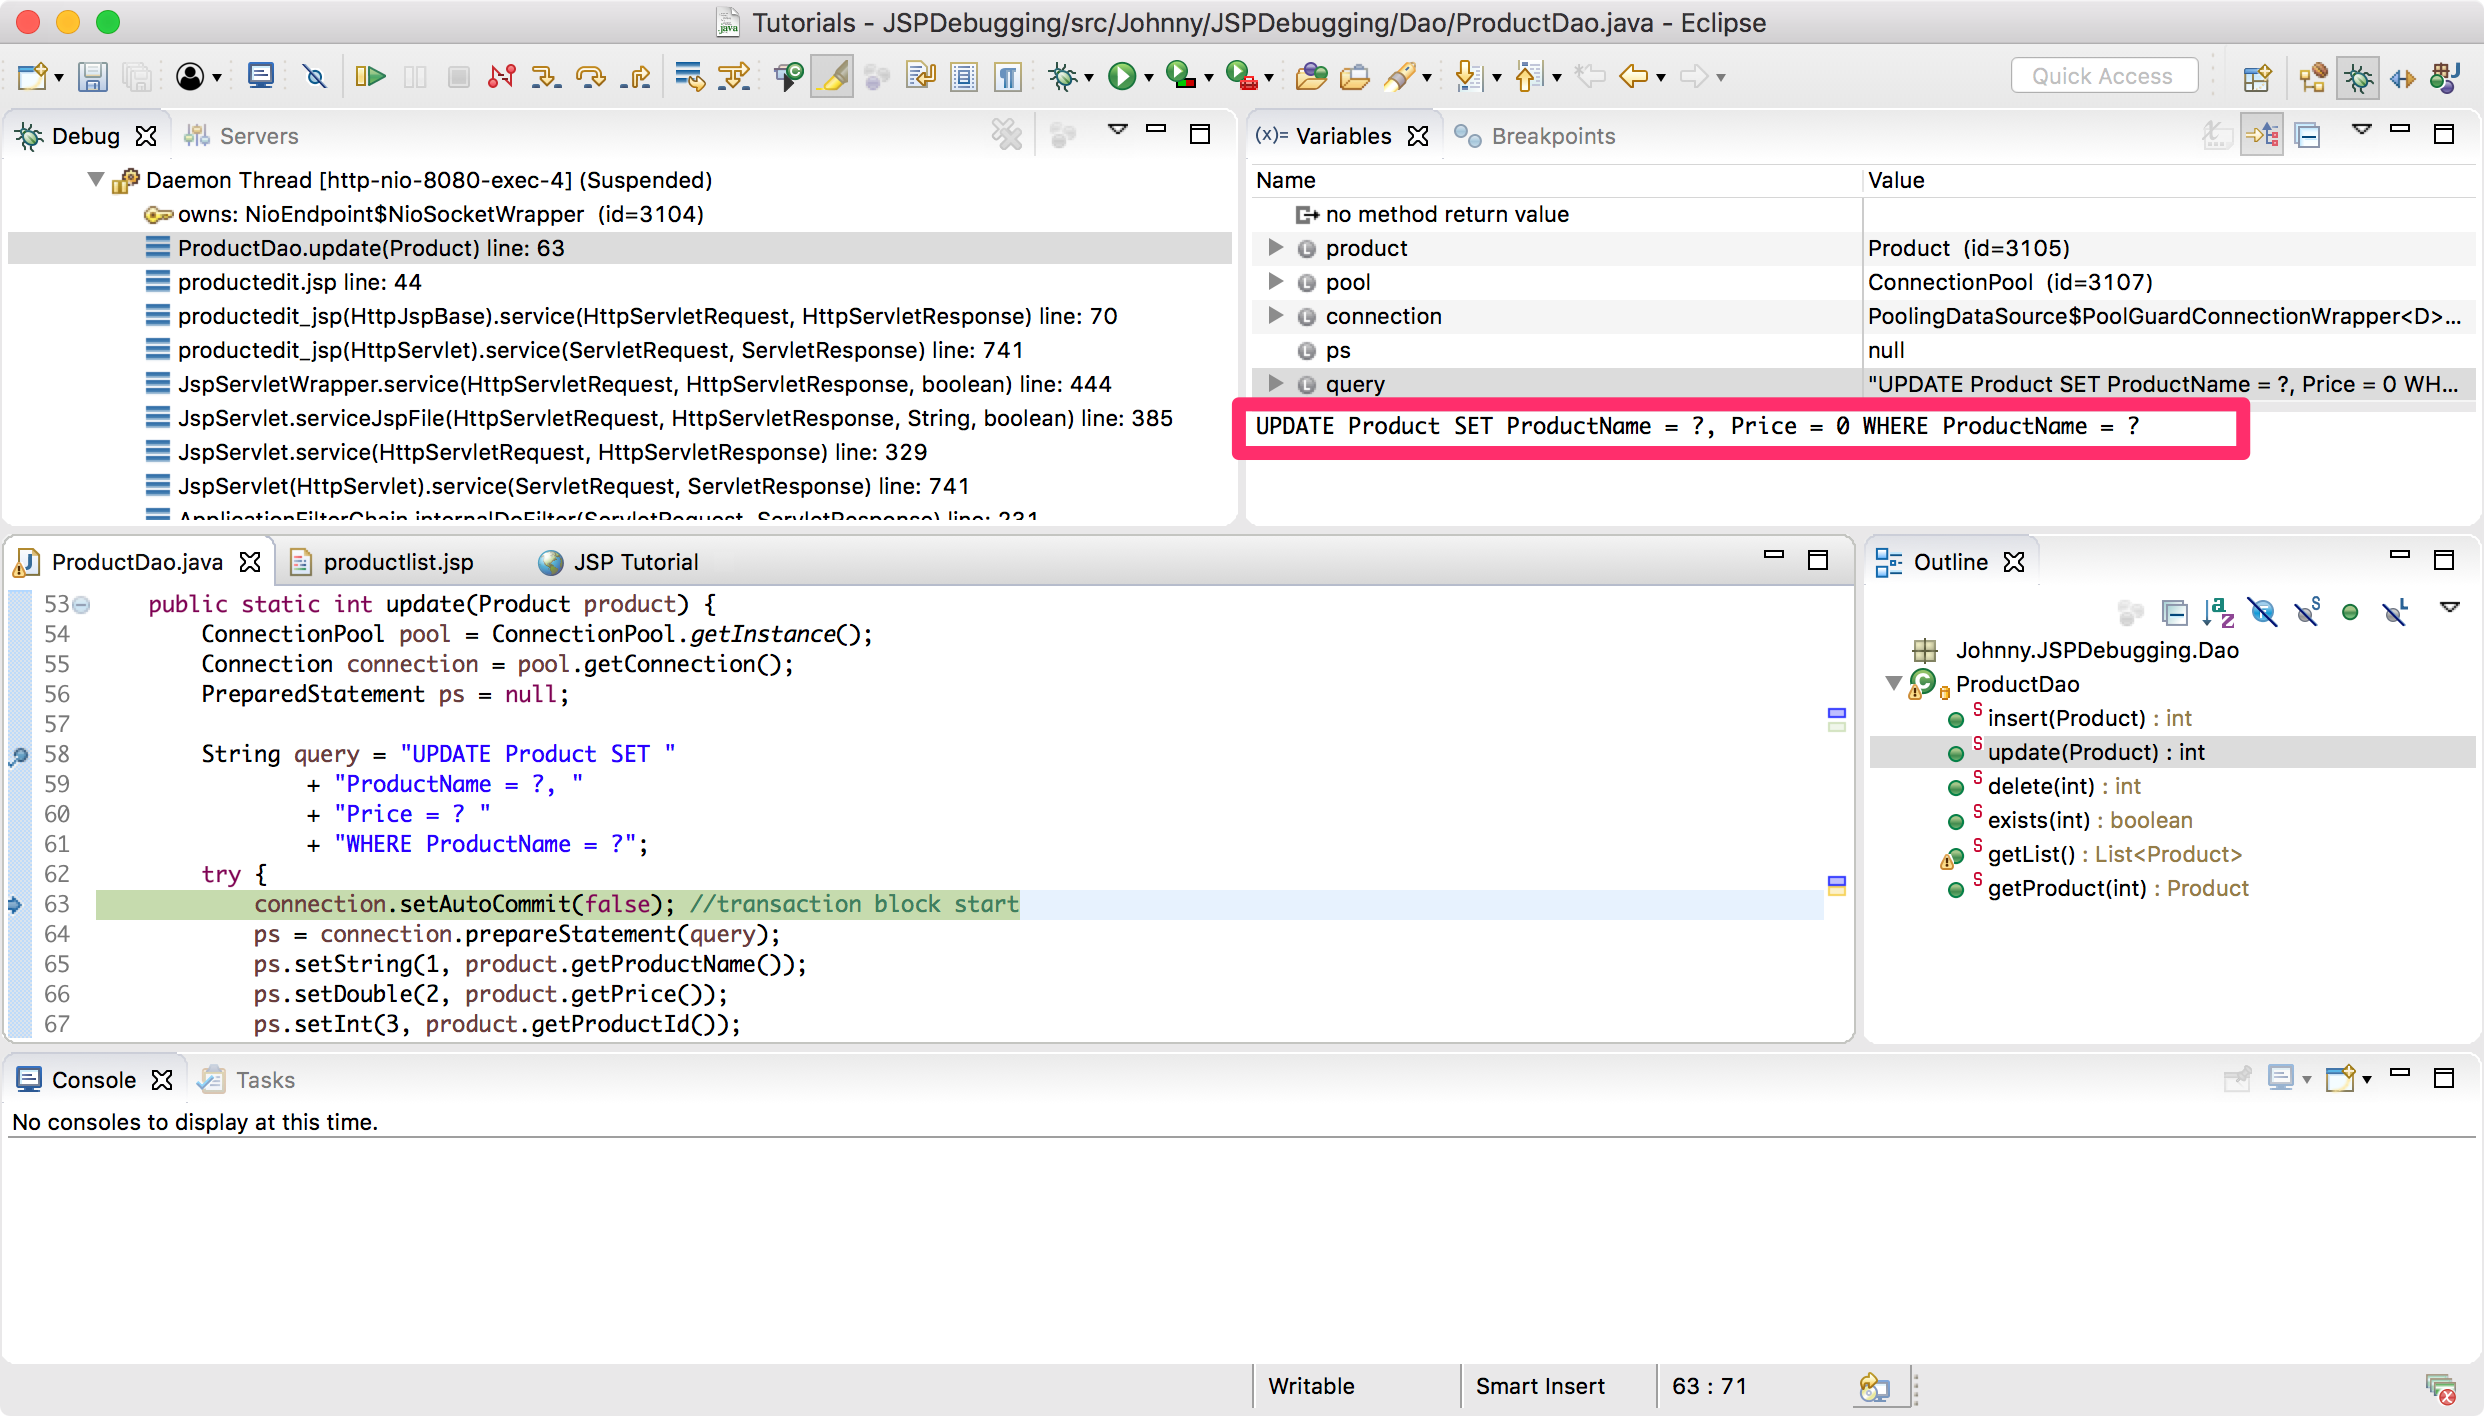 Tutorials - JSPDebugging/src/Johnny/JSPDebugging/Dao/ProductDao.java - Eclipse
Quick Access
Debug
Servers
Daemon Thread [http-nio-8080-exec-4] (Suspended)
owns: NioEndpoint$NioSocketWrapper (id=3104)
ProductDao.update(Product) line: 63
productedit.jsp line: 44
productedit_jsp(HttpJspBase).service(HttpServletRequest, HttpServletResponse) line: 70
productedit_jsp(HttpServlet).service(ServletRequest, ServletResponse) line: 741
JspServletWrapper.service(HttpServletRequest, HttpServletResponse, boolean) line: 444
JspServlet.serviceJspFile(HttpServletRequest, HttpServletResponse, String, boolean) line: 385
JspServlet.service(HttpServletRequest, HttpServletResponse) line: 329
JspServlet(HttpServlet).service(ServletRequest, ServletResponse) line: 741
ApplicationFilterChain.internalDoFilter(ServletRequest, ServletResponse) line: 231
(x)= Variables
Breakpoints
Name Value
no method return value
product Product (id=3105)
pool ConnectionPool (id=3107)
connection PoolingDataSource$PoolGuardConnectionWrapper<D>...
ps null
query "UPDATE Product SET ProductName = ?, Price = 0 WH...
UPDATE Product SET ProductName = ?, Price = 0 WHERE ProductName = ?
ProductDao.java
productlist.jsp
JSP Tutorial
53 public static int update(Product product) {
54 ConnectionPool pool = ConnectionPool.getInstance();
55 Connection connection = pool.getConnection();
56 PreparedStatement ps = null;
57
58 String query = "UPDATE Product SET "
59 + "ProductName = ?, "
60 + "Price = ? "
61 + "WHERE ProductName = ?";
62 try {
63 connection.setAutoCommit(false); //transaction block start
64 ps = connection.prepareStatement(query);
65 ps.setString(1, product.getProductName());
66 ps.setDouble(2, product.getPrice());
67 ps.setInt(3, product.getProductId());
Outline
Johnny.JSPDebugging.Dao
ProductDao
insert(Product) : int
update(Product) : int
delete(int) : int
exists(int) : boolean
getList() : List<Product>
getProduct(int) : Product
Console
Tasks
No consoles to display at this time.
Writable
Smart Insert
63 : 71